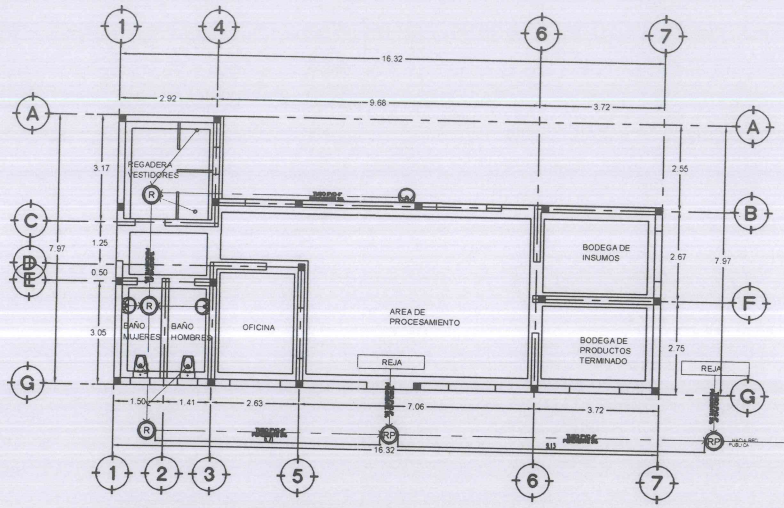 1
4
6
7
16.32
2.92
9.68
3.72
A
A
3.17
2.55
REGADERA
VESTIDORES
R
C
B
1.25
7.97
BODEGA DE
INSUMOS
2.67
7.97
D
E
0.50
F
R
AREA DE
PROCESAMIENTO
3.05
BAÑO
MUJERES
BAÑO
HOMBRES
OFICINA
BODEGA DE
PRODUCTOS
TERMINADO
2.75
REJA
REJA
G
G
1.50
1.41
2.63
7.06
3.72
R
RP
RP
16.32
9.13
1
2
3
5
6
7